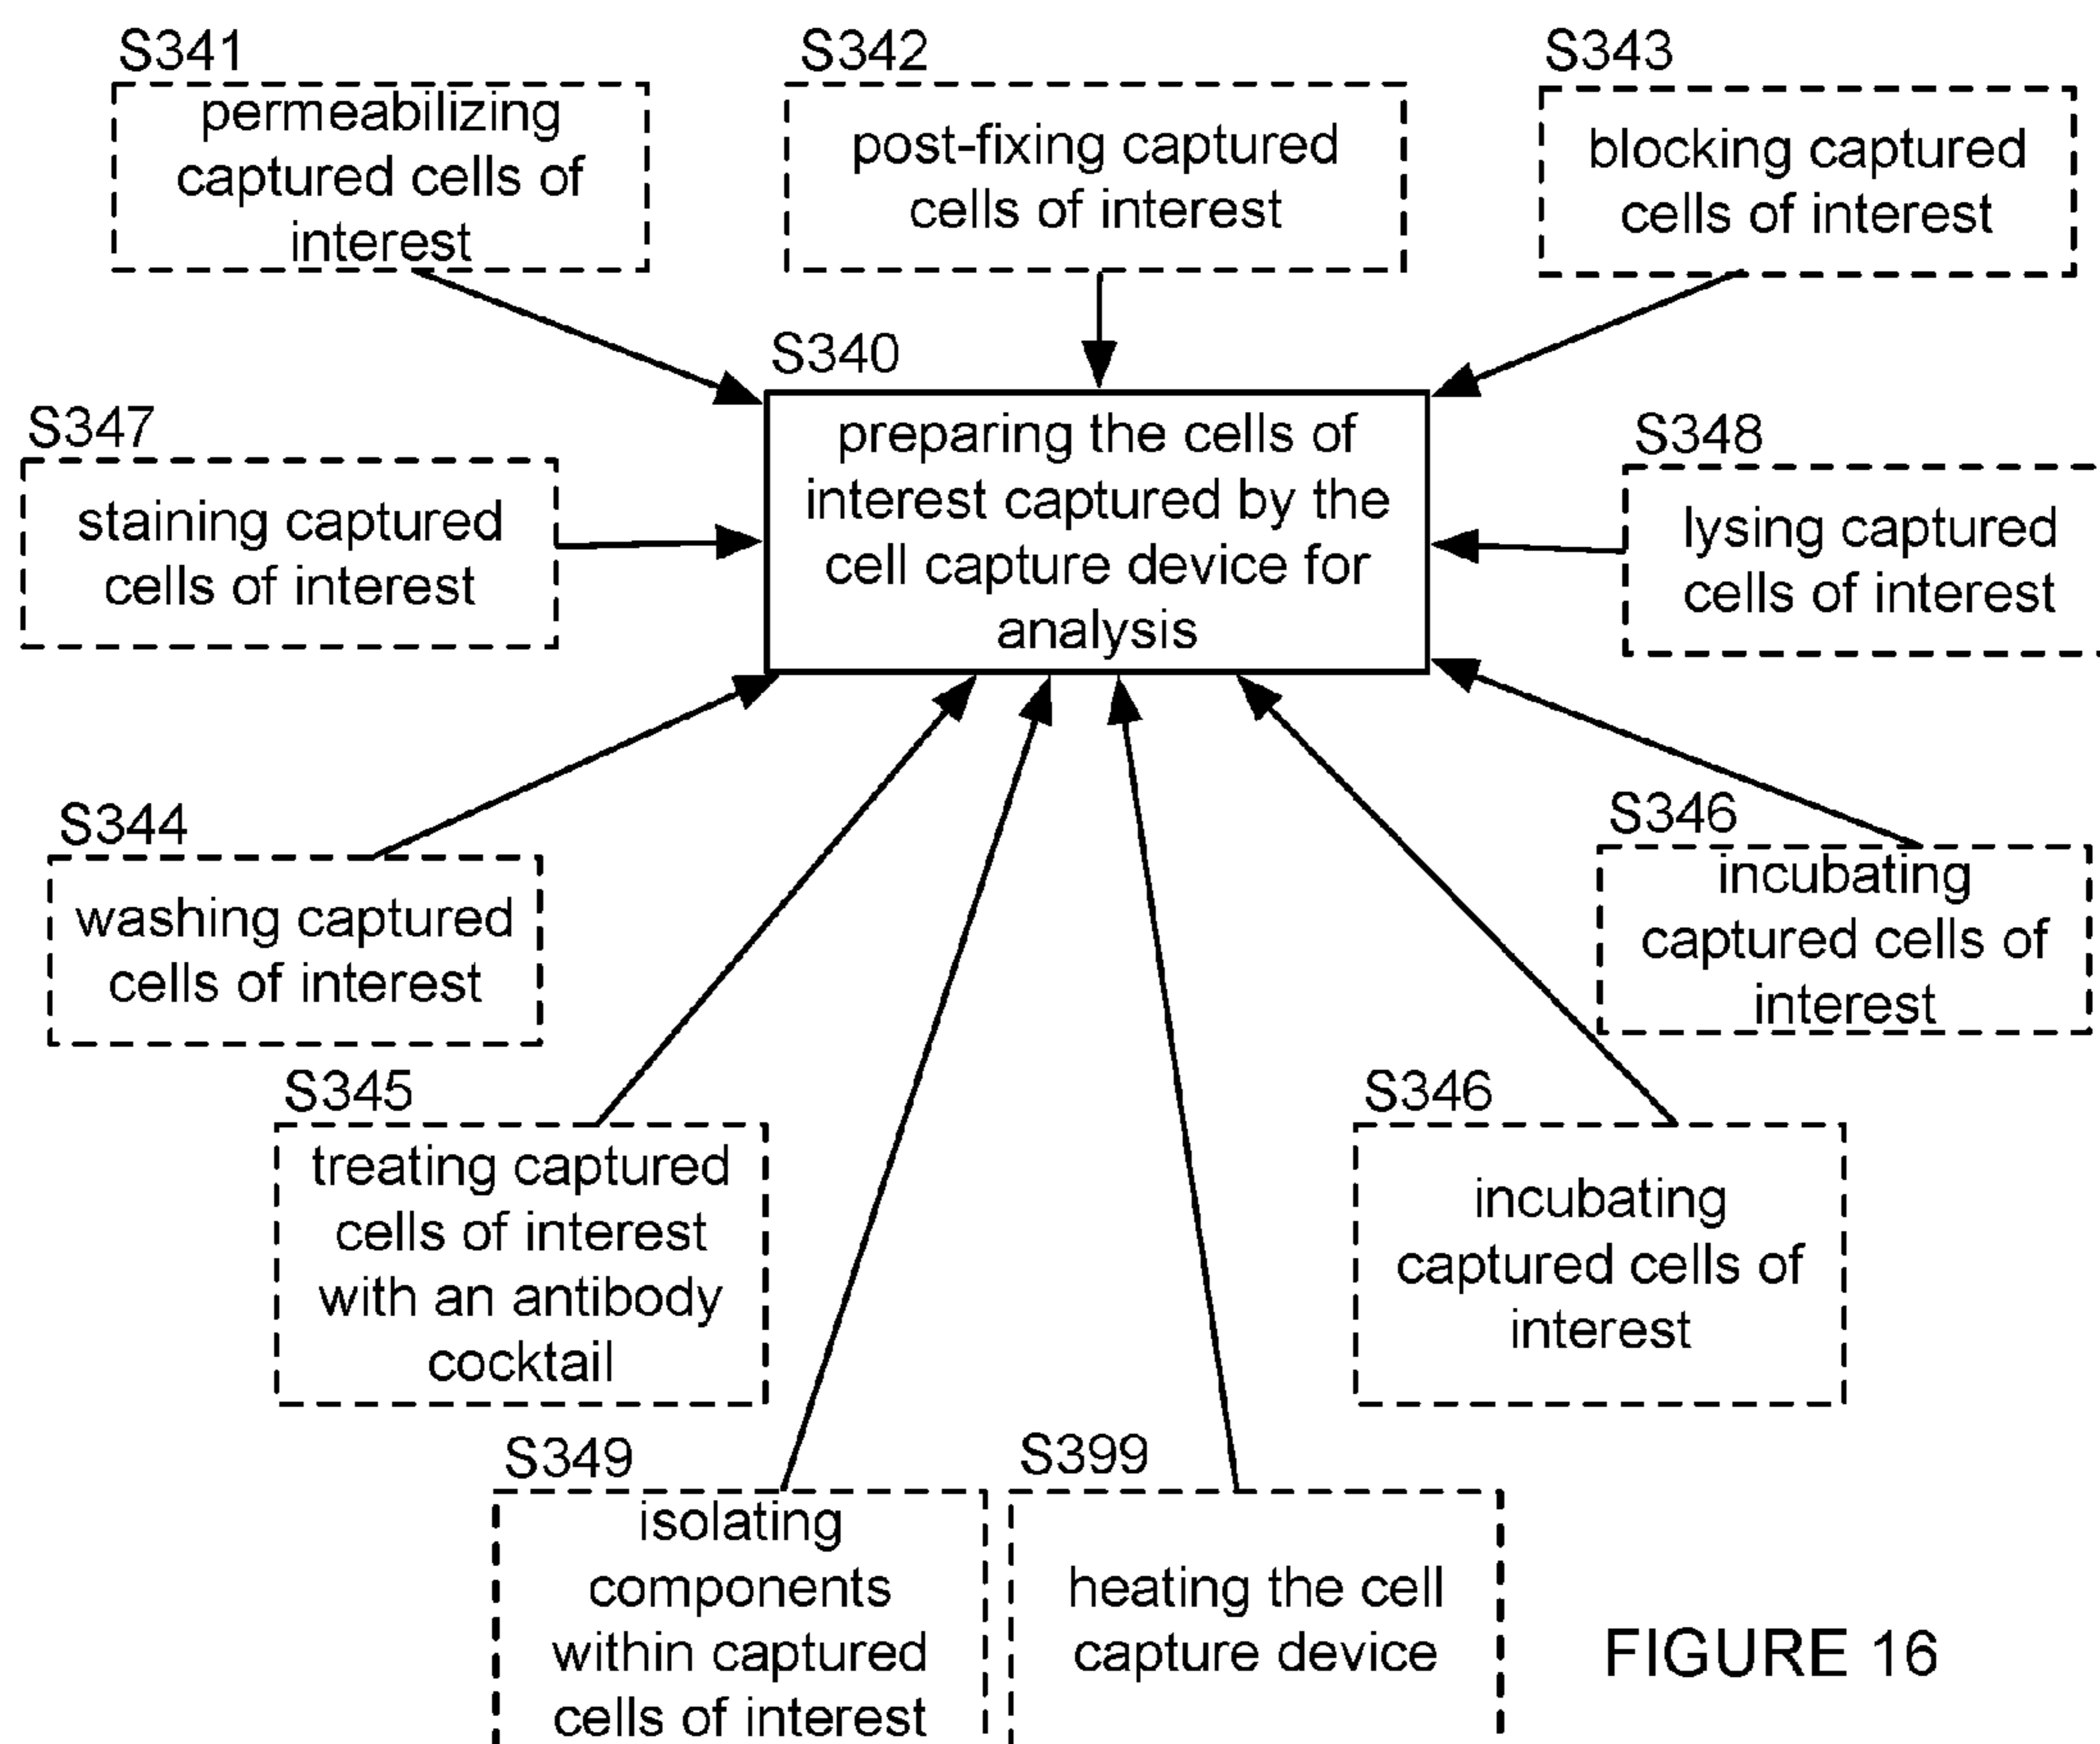 S341
permeabilizing
captured cells of
interest
S342
post-fixing captured
cells of interest
S343
blocking captured
cells of interest
S340
preparing the cells of
interest captured by the
cell capture device for
analysis
S347
staining captured
cells of interest
S348
lysing captured
cells of interest
S344
washing captured
cells of interest
S346
incubating
captured cells of
interest
S345
treating captured
cells of interest
with an antibody
cocktail
S346
incubating
captured cells of
interest
S349
isolating
components
within captured
cells of interest
S399
heating the cell
capture device
FIGURE 16